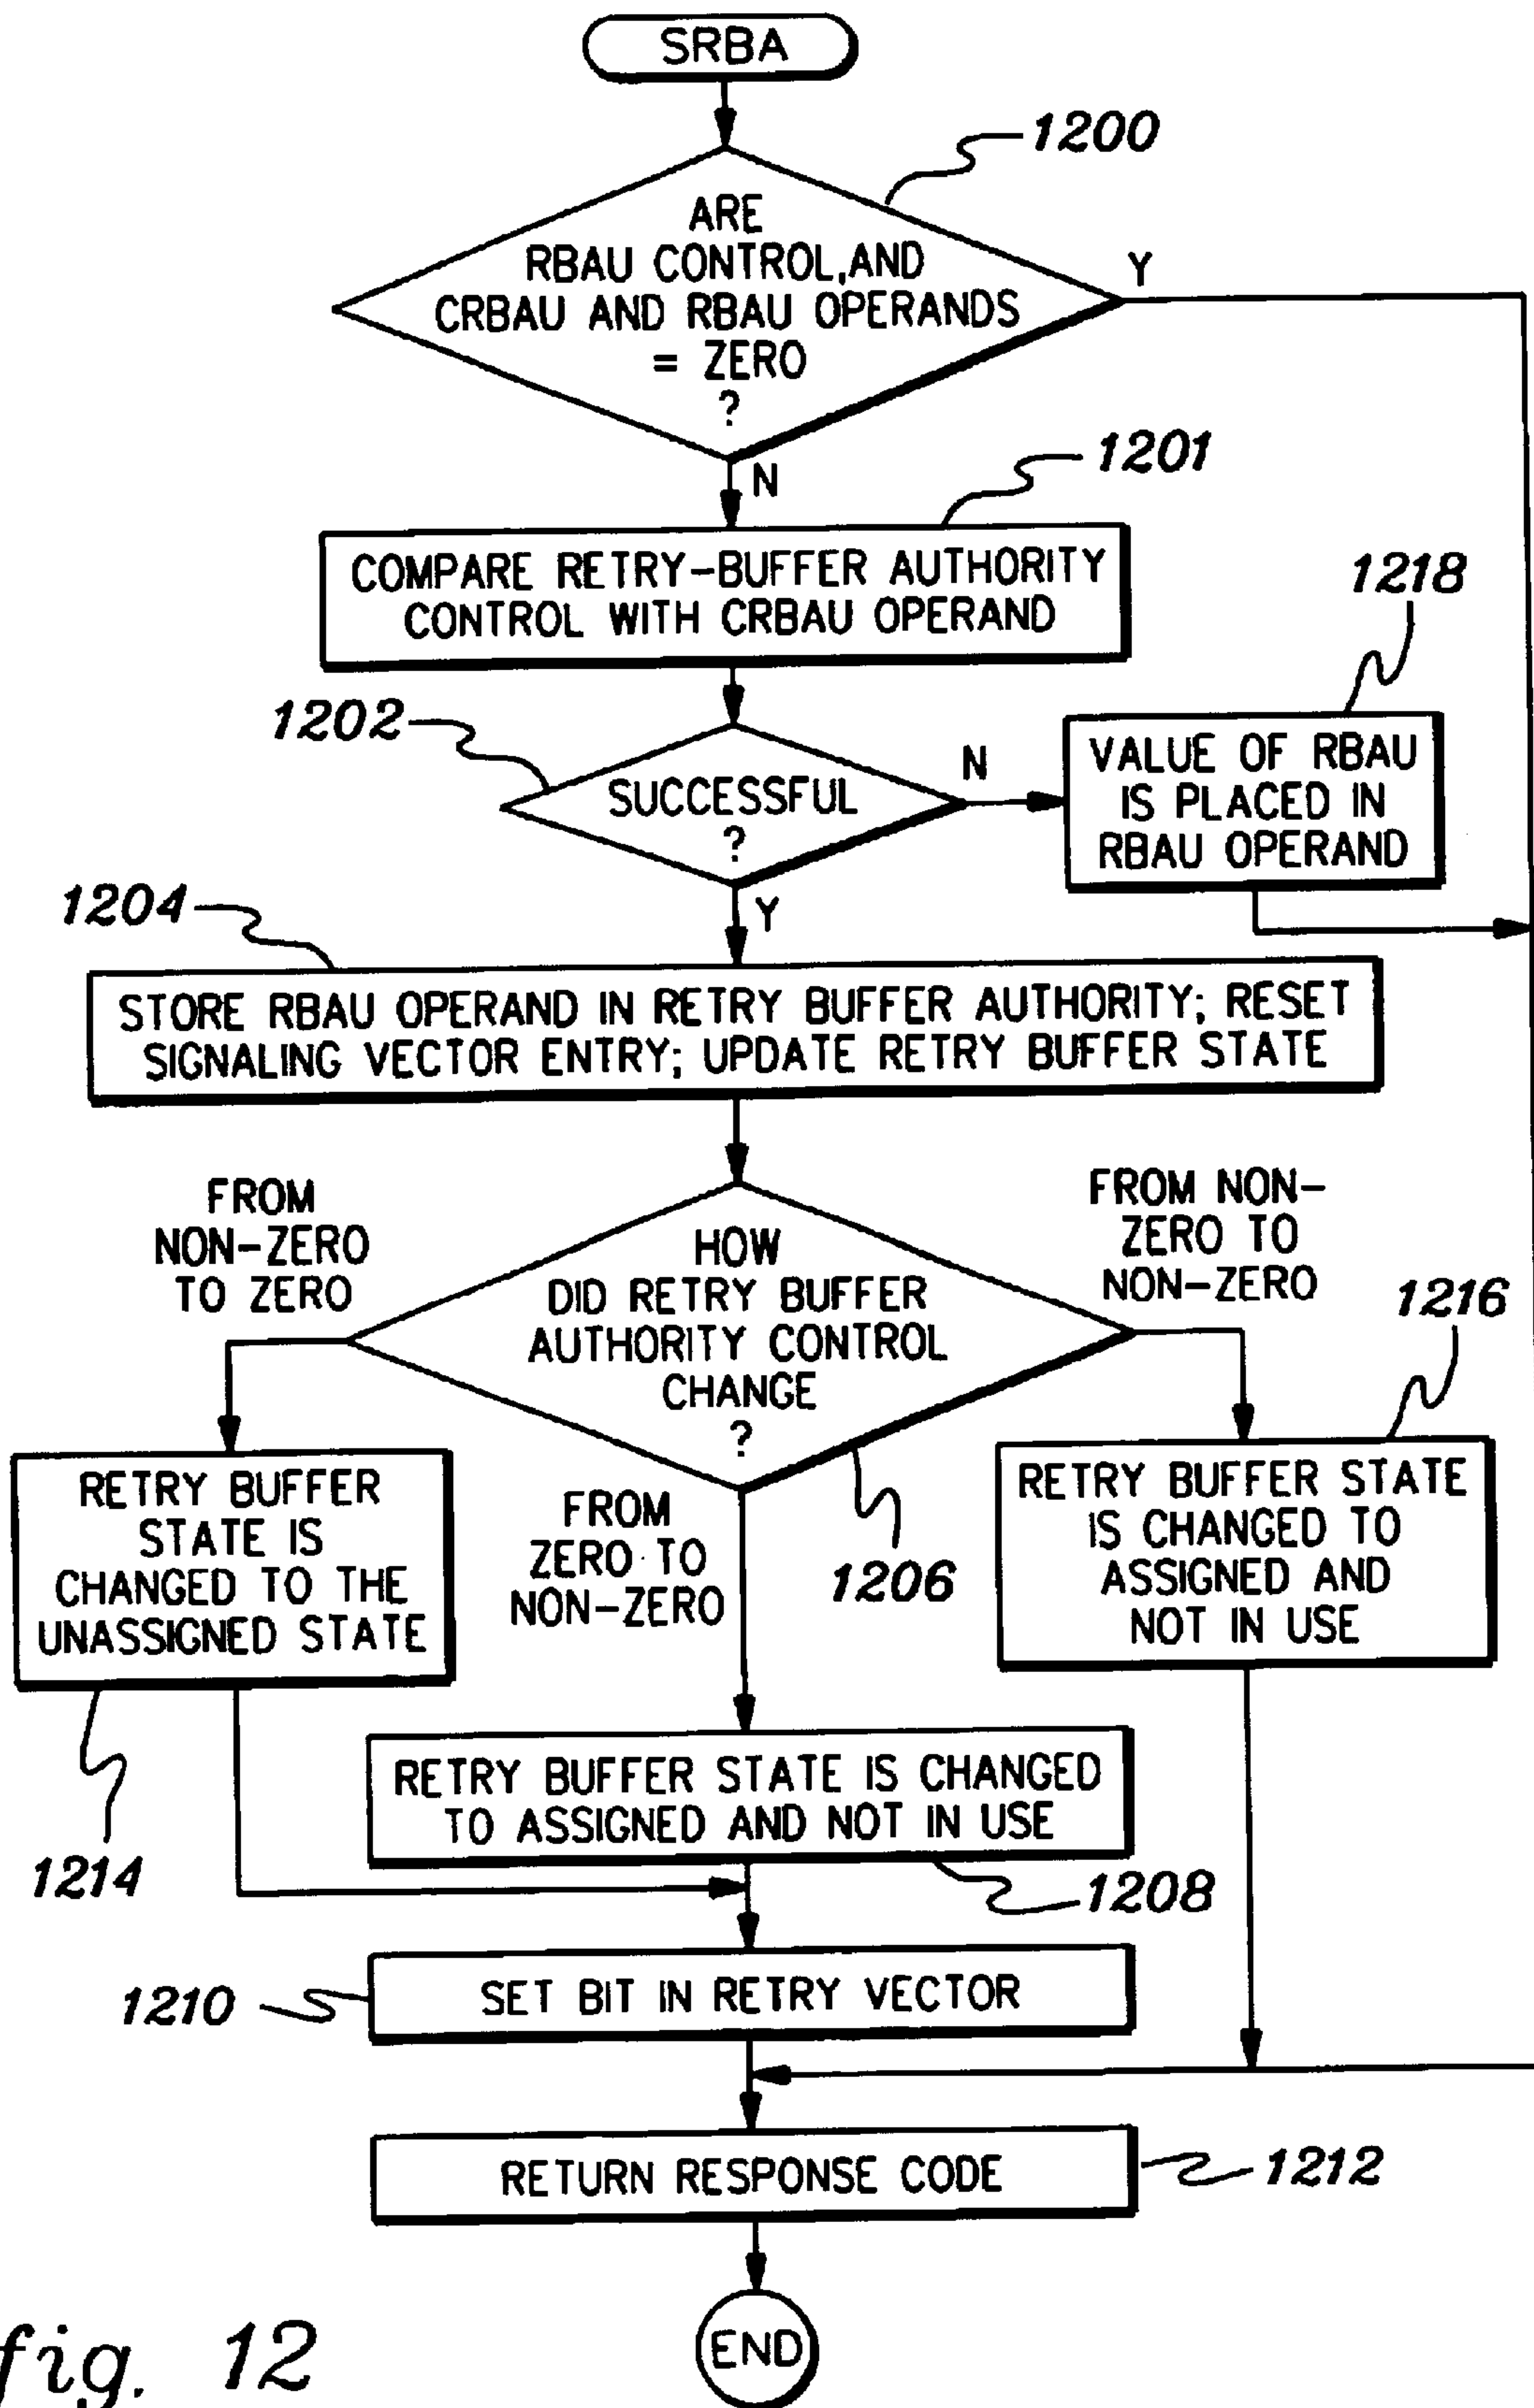 SRBA
1200
ARE
RBAU CONTROL, AND
CRBAU AND RBAU OPERANDS
= ZERO
?
Y
N
1201
COMPARE RETRY-BUFFER AUTHORITY
CONTROL WITH CRBAU OPERAND
1218
1202
SUCCESSFUL
?
N
VALUE OF RBAU
IS PLACED IN
RBAU OPERAND
Y
1204
STORE RBAU OPERAND IN RETRY BUFFER AUTHORITY; RESET
SIGNALING VECTOR ENTRY; UPDATE RETRY BUFFER STATE
FROM
NON-ZERO
TO ZERO
HOW
DID RETRY BUFFER
AUTHORITY CONTROL
CHANGE
?
FROM NON-
ZERO TO
NON-ZERO
1216
RETRY BUFFER
STATE IS
CHANGED TO THE
UNASSIGNED STATE
FROM
ZERO TO
NON-ZERO
1206
RETRY BUFFER STATE
IS CHANGED TO
ASSIGNED AND
NOT IN USE
1214
RETRY BUFFER STATE IS CHANGED
TO ASSIGNED AND NOT IN USE
1208
1210
SET BIT IN RETRY VECTOR
RETURN RESPONSE CODE
1212
END
fig. 12